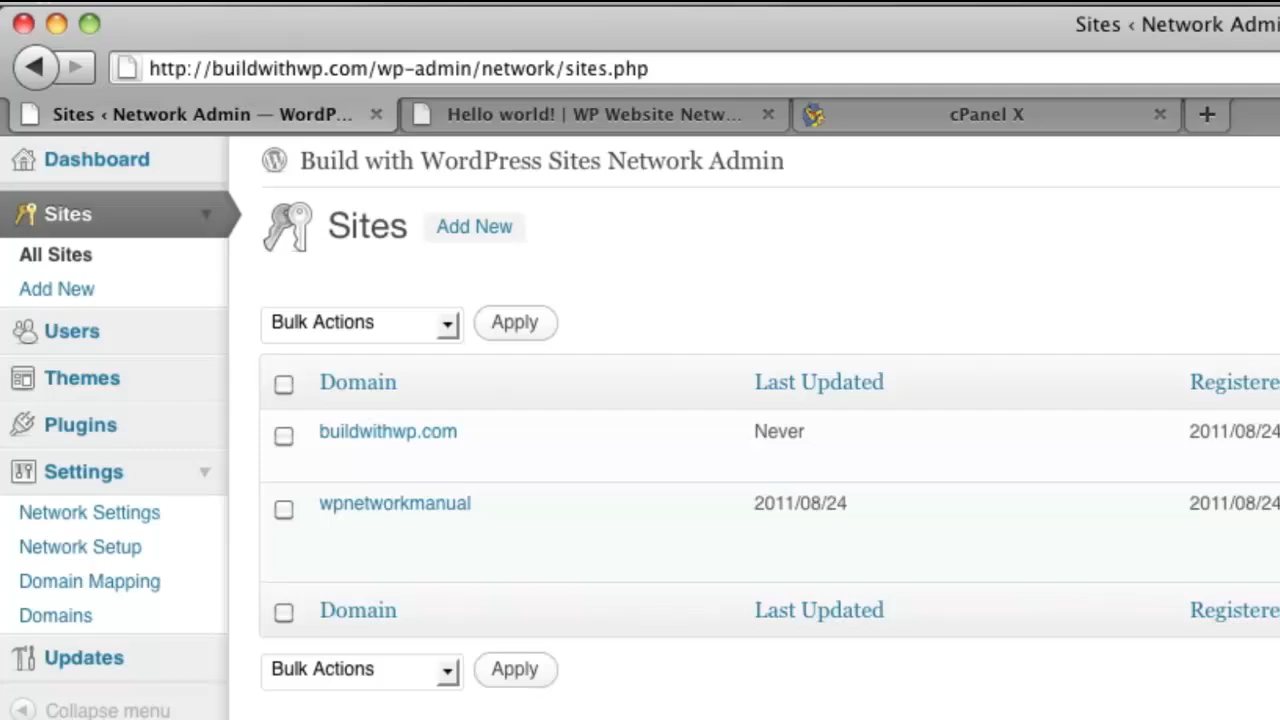 Sites ‹ Network Admi
http://buildwithwp.com/wp-admin/network/sites.php
Sites ‹ Network Admin — WordP...
Hello world! | WP Website Netw...
cPanel X
Dashboard
Sites
All Sites
Add New
Users
Themes
Plugins
Settings
Network Settings
Network Setup
Domain Mapping
Domains
Updates
Collapse menu
Build with WordPress Sites Network Admin
Sites Add New
Bulk Actions Apply
Domain Last Updated Registere
buildwithwp.com Never 2011/08/24
wpnetworkmanual 2011/08/24 2011/08/24
Domain Last Updated Registere
Bulk Actions Apply